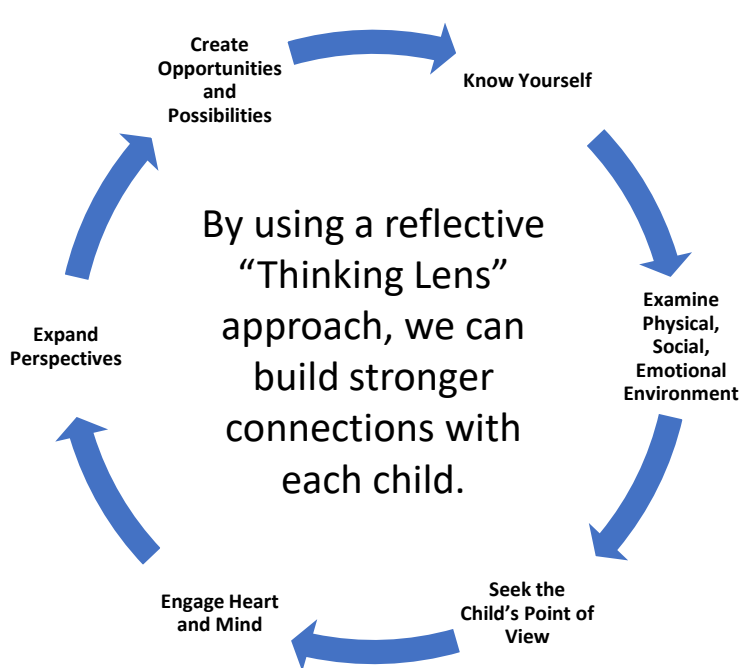 Create
Opportunities
and
Possibilities
Know Yourself
Examine
Physical,
Social,
Emotional
Environment
Seek the
Child’s Point of
View
Engage Heart
and Mind
Expand
Perspectives
By using a reflective
“Thinking Lens”
approach, we can
build stronger
connections with
each child.